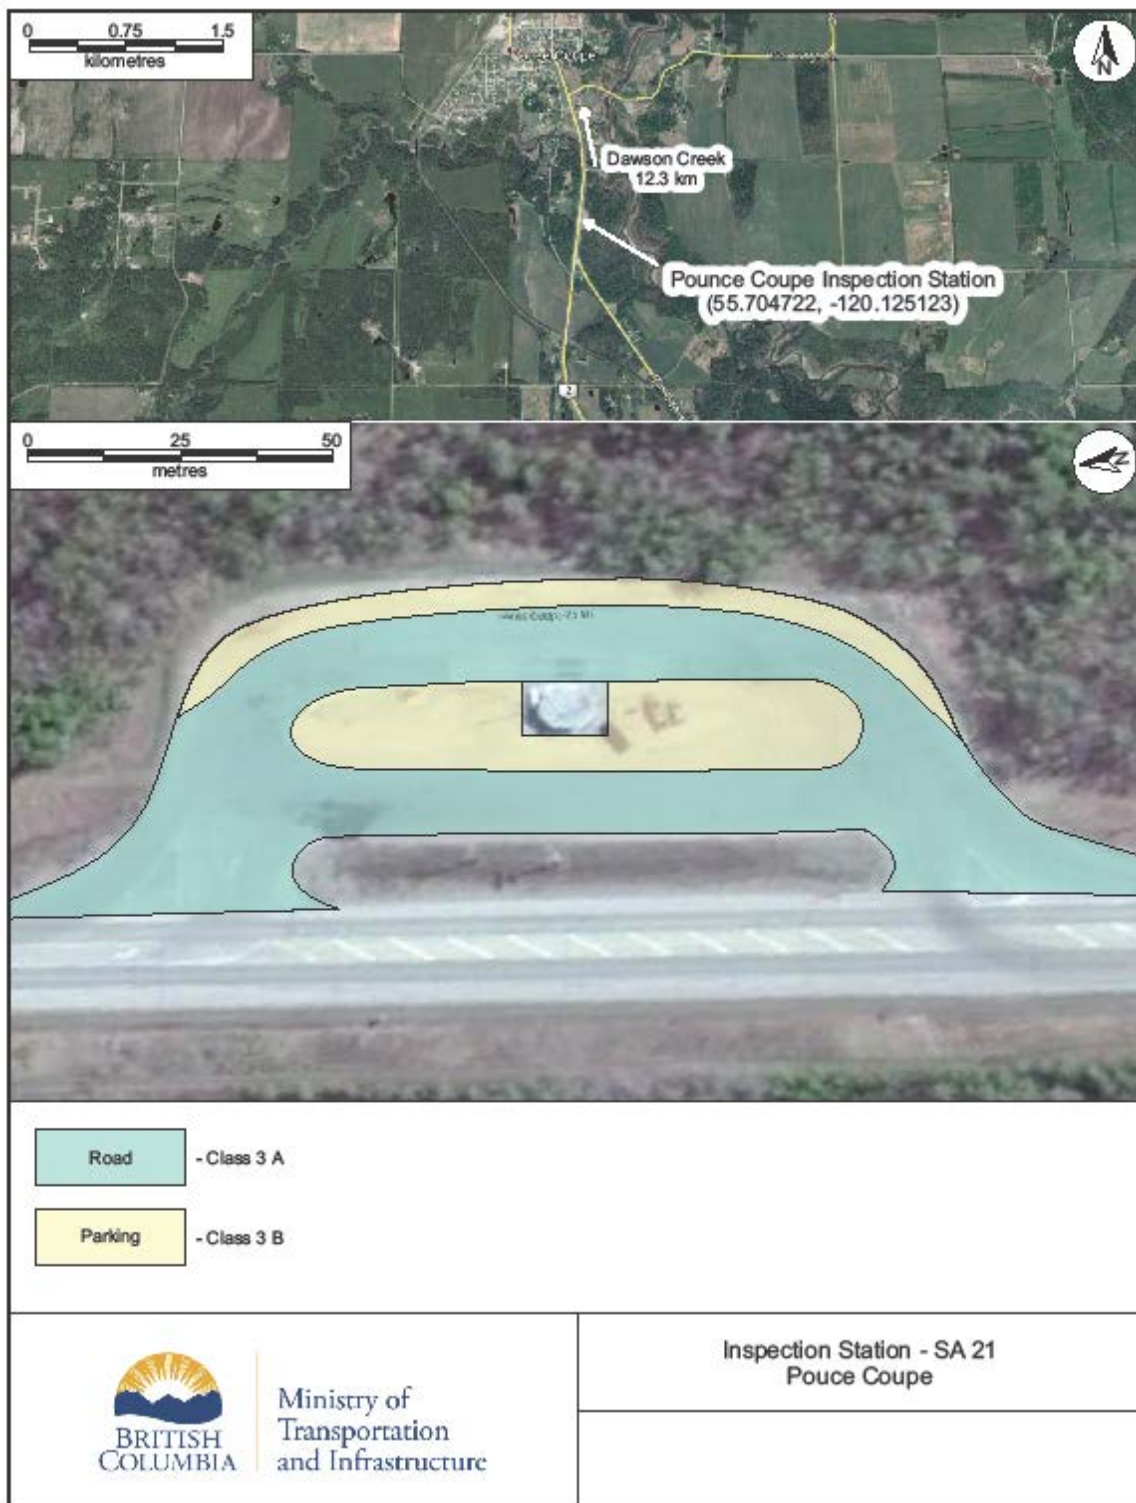 0 0.75 1.5
kilometres
N
Dawson Creek
12.3 km
Pounce Coupe Inspection Station
(55.704722, -120.125123)
2
0 25 50
metres
N
Road - Class 3 A
Parking - Class 3 B
BRITISH
COLUMBIA
Ministry of
Transportation
and Infrastructure
Inspection Station - SA 21
Pouce Coupe